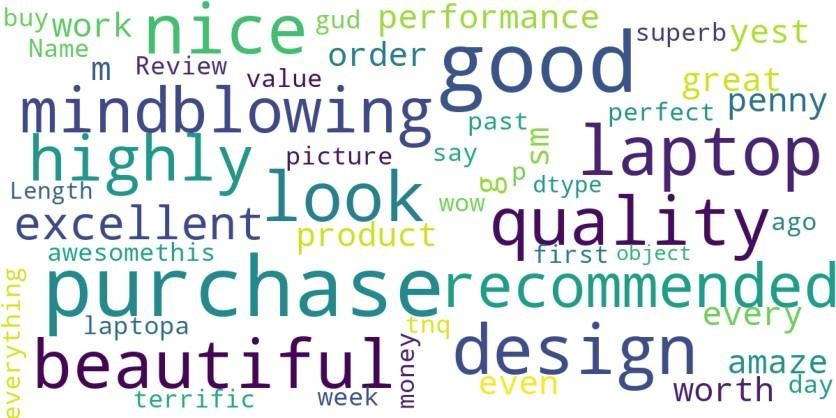 buy work nice gud performance superb yest
Name m Review value order good great penny
mindblowing past perfect
highly picture say sm laptop
Length look wow g p dtype
excellent product quality ago
awesomethis first object
purchase recommended
everything laptopa tnq every
beautiful money design amaze
terrific week even worth day